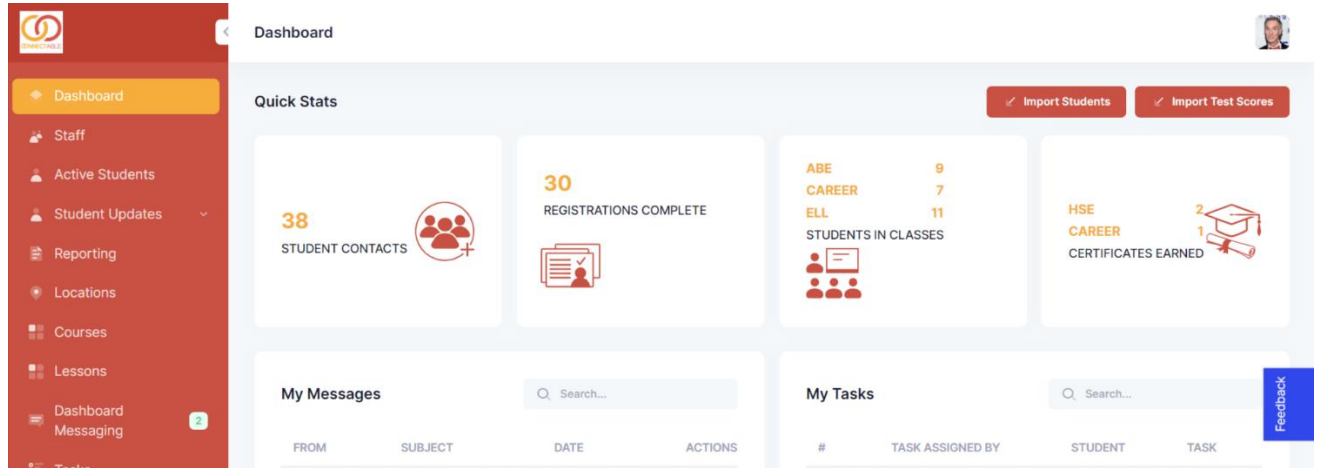 CONNECTABLE
Dashboard
Dashboard
Staff
Active Students
Student Updates
Reporting
Locations
Courses
Lessons
Dashboard
Messaging
2
Tasks
Quick Stats
Import Students
Import Test Scores
38
STUDENT CONTACTS
30
REGISTRATIONS COMPLETE
ABE 9
CAREER 7
ELL 11
STUDENTS IN CLASSES
HSE 2
CAREER 1
CERTIFICATES EARNED
My Messages
Search...
FROM SUBJECT DATE ACTIONS
My Tasks
Search...
# TASK ASSIGNED BY STUDENT TASK
Feedback